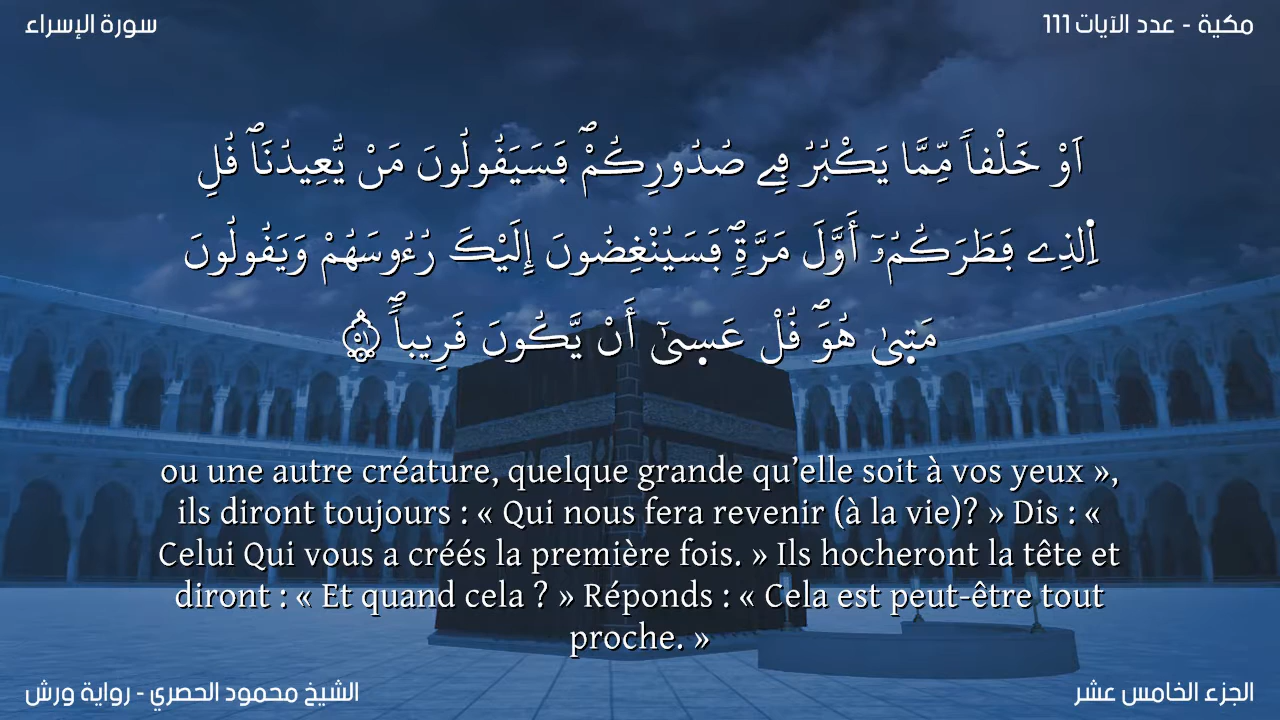 سورة الإسراء
مكية - عدد الآيات 111
اَوْ خَلْقاٗ مِّمَّا يَكْبُرُ فِے صُدُورِكُمْۖ فَسَيَقُولُونَ مَنْ يُّعِيدُنَاۖ قُلِ
اِ۬لذِے فَطَرَكُمُۥٓ أَوَّلَ مَرَّةٖۖ فَسَيُنْغِضُونَ إِلَيْكَ رُءُوسَهُمْ وَيَقُولُونَ
مَتۭيٰ هُوَۖ قُلْ عَسۭيٰٓ أَنْ يَّكُونَ قَرِيباٗۖ ۝٥١
ou une autre créature, quelque grande qu’elle soit à vos yeux »,
ils diront toujours : « Qui nous fera revenir (à la vie)? » Dis : «
Celui Qui vous a créés la première fois. » Ils hocheront la tête et
diront : « Et quand cela ? » Réponds : « Cela est peut-être tout
proche. »
الشيخ محمود الحصري - رواية ورش
الجزء الخامس عشر